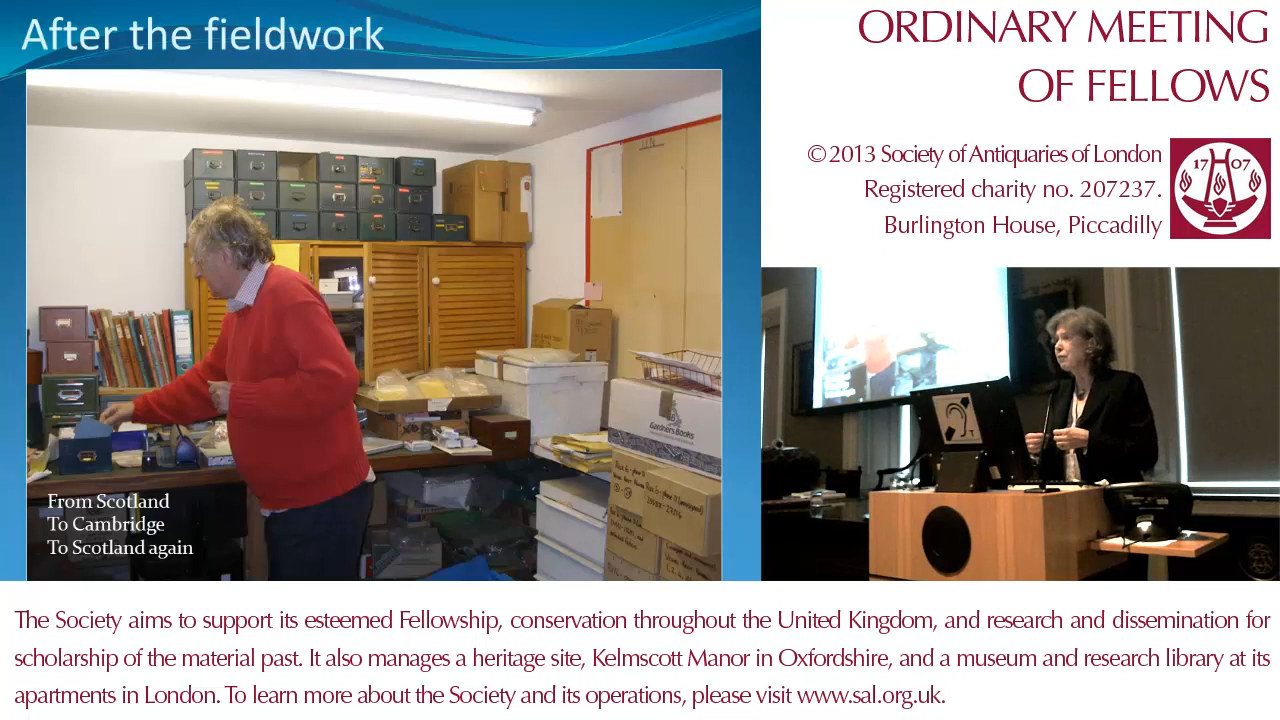 After the fieldwork
From Scotland
To Cambridge
To Scotland again
Gardners Books
ORDINARY MEETING
OF FELLOWS
© 2013 Society of Antiquaries of London
Registered charity no. 207237.
Burlington House, Piccadilly
17 07
T
The Society aims to support its esteemed Fellowship, conservation throughout the United Kingdom, and research and dissemination for
scholarship of the material past. It also manages a heritage site, Kelmscott Manor in Oxfordshire, and a museum and research library at its
apartments in London. To learn more about the Society and its operations, please visit www.sal.org.uk.